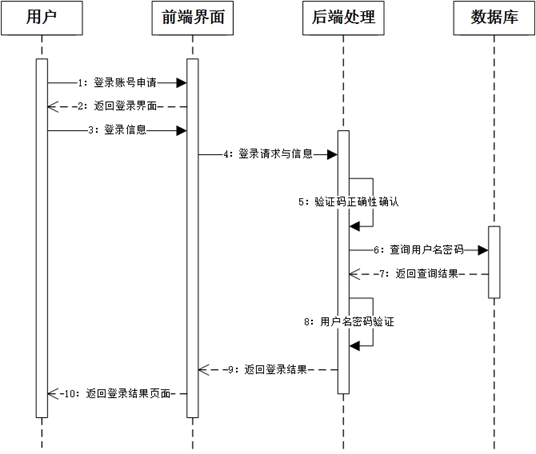 用户
前端界面
后端处理
数据库
1: 登录账号申请
2: 返回登录界面
3: 登录信息
4: 登录请求与信息
5: 验证码正确性确认
6: 查询用户名密码
7: 返回查询结果
8: 用户名密码验证
9: 返回登录结果
10: 返回登录结果页面